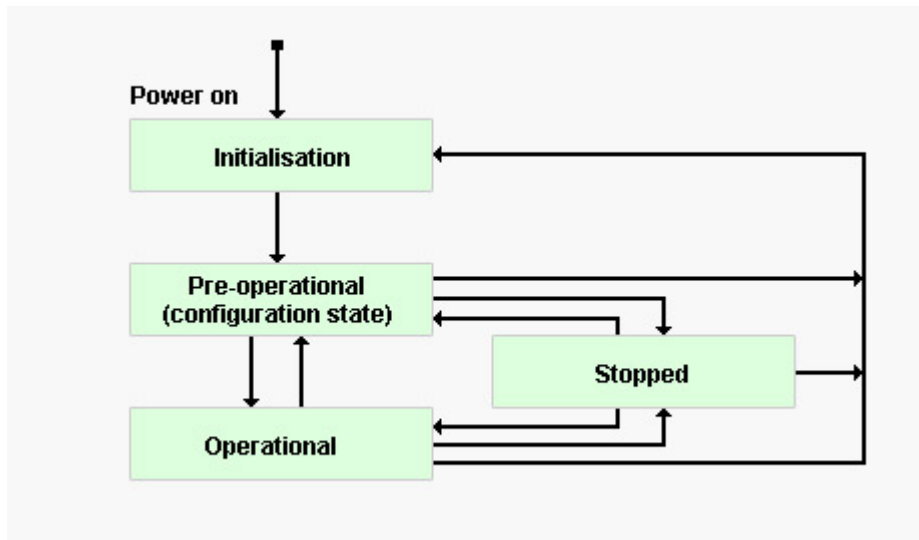 Power on
Initialisation
Pre-operational
(configuration state)
Stopped
Operational